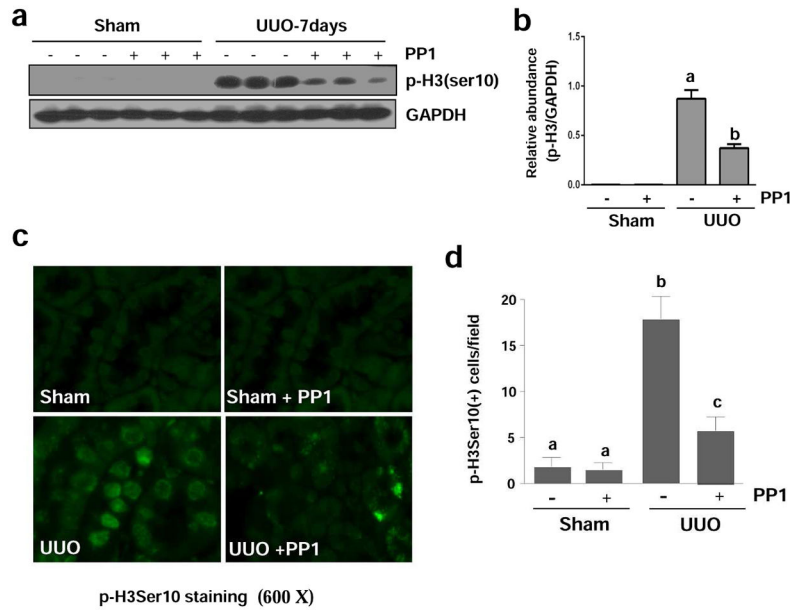 a
Sham UUO-7days
- - - + + + - - - + + + PP1
p-H3(ser10)
GAPDH
b
Relative abundance
(p-H3/GAPDH)
1.5
1.0
0.5
0.0
a
b
- + - + PP1
Sham UUO
c
Sham
Sham + PP1
UUO
UUO +PP1
p-H3Ser10 staining (600 X)
d
p-H3Ser10(+) cells/field
20
15
10
5
0
a
a
b
c
- + - + PP1
Sham UUO